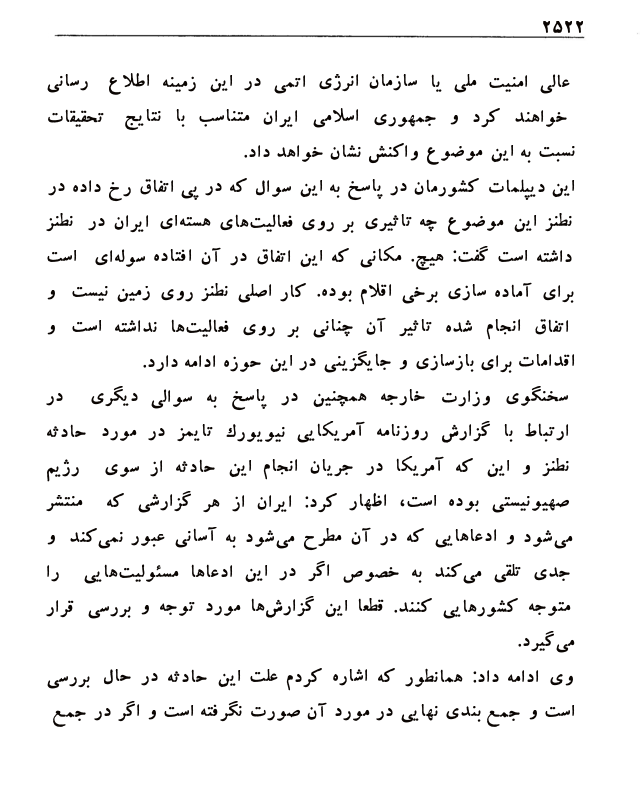 ۲۵۲۲
عالی امنیت ملی یا سازمان انرژی اتمی در این زمینه اطلاع رسانی
خواهند کرد و جمهوری اسلامی ایران متناسب با نتایج تحقیقات
نسبت به این موضوع واکنش نشان خواهد داد.
این دیپلمات کشورمان در پاسخ به این سوال که در پی اتفاق رخ داده در
نطنز این موضوع چه تاثیری بر روی فعالیت‌های هسته‌ای ایران در نطنز
داشته است گفت: هیچ. مکانی که این اتفاق در آن افتاده سوله‌ای است
برای آماده سازی برخی اقلام بوده. کار اصلی نطنز روی زمین نیست و
اتفاق انجام شده تاثیر آن چنانی بر روی فعالیت‌ها نداشته است و
اقدامات برای بازسازی و جایگزینی در این حوزه ادامه دارد.
سخنگوی وزارت خارجه همچنین در پاسخ به سوالی دیگری در
ارتباط با گزارش روزنامه آمریکایی نیویورك تایمز در مورد حادثه
نطنز و این که آمریکا در جریان انجام این حادثه از سوی رژیم
صهیونیستی بوده است، اظهار کرد: ایران از هر گزارشی که منتشر
می‌شود و ادعاهایی که در آن مطرح می‌شود به آسانی عبور نمی‌کند و
جدی تلقی می‌کند به خصوص اگر در این ادعاها مسئولیت‌هایی را
متوجه کشورهایی کنند. قطعا این گزارش‌ها مورد توجه و بررسی قرار
می‌گیرد.
وی ادامه داد: همانطور که اشاره کردم علت این حادثه در حال بررسی
است و جمع بندی نهایی در مورد آن صورت نگرفته است و اگر در جمع